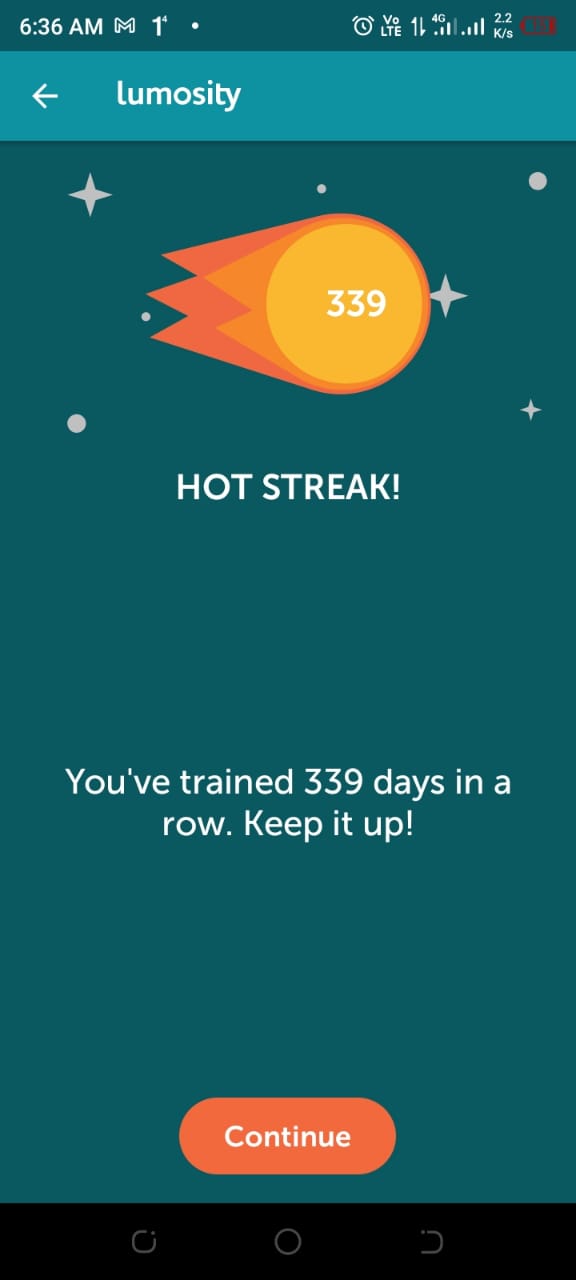 6:36 AM
Vo LTE 4G 2.2 K/s
lumosity
339
HOT STREAK!
You've trained 339 days in a
row. Keep it up!
Continue